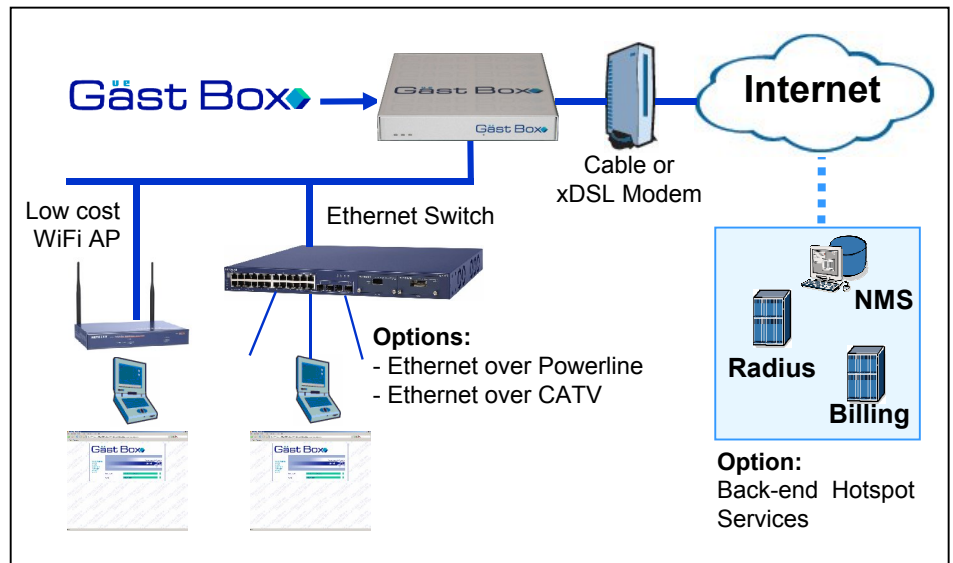 Gäst Box
ue
Gäst Box
Gäst Box
Internet
Cable or
xDSL Modem
Low cost
WiFi AP
Ethernet Switch
Options:
- Ethernet over Powerline
- Ethernet over CATV
NMS
Radius
Billing
Gäst Box
Gäst Box
Option:
Back-end Hotspot
Services